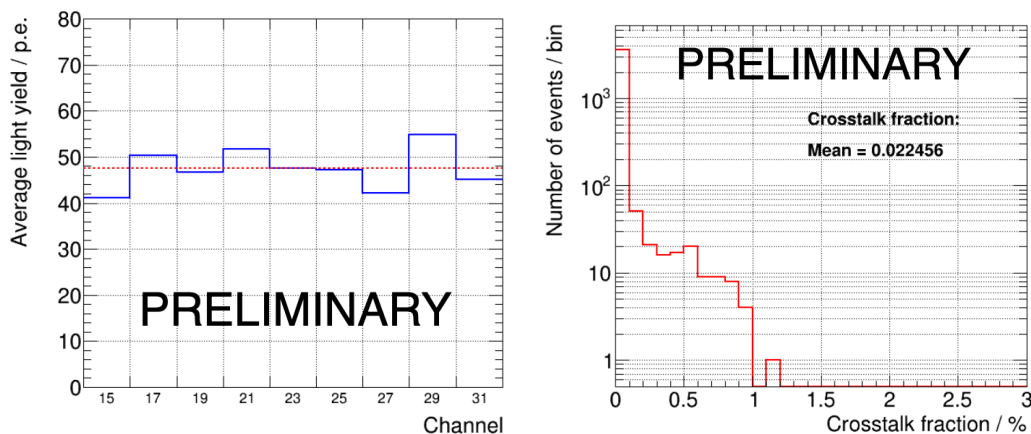 Average light yield / p.e.
80
70
60
50
40
30
20
10
0
PRELIMINARY
15 17 19 21 23 25 27 29 31
Channel
Number of events / bin
10³
10²
10
1
PRELIMINARY
Crosstalk fraction:
Mean = 0.022456
0 0.5 1 1.5 2 2.5 3
Crosstalk fraction / %